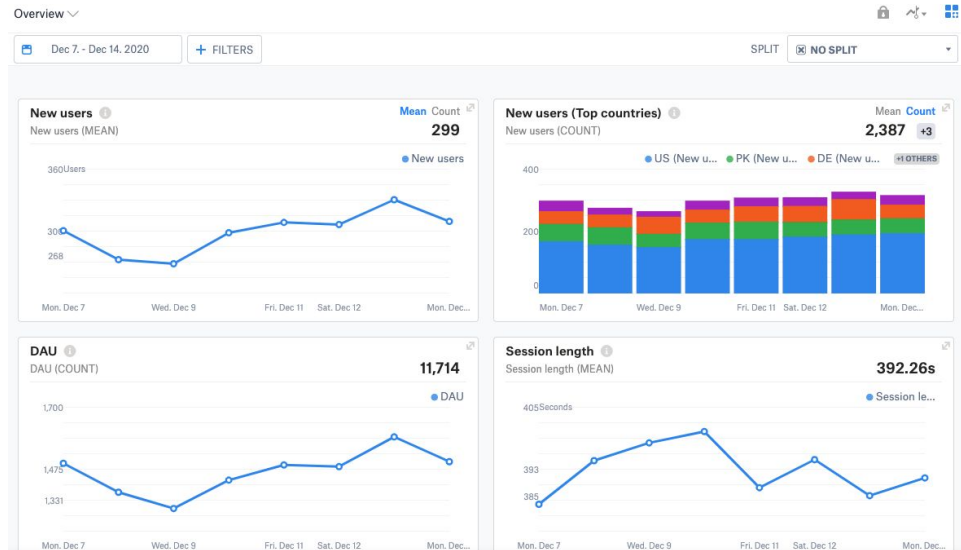 Overview
Dec 7. - Dec 14. 2020
+ FILTERS
SPLIT
NO SPLIT
New users
Mean Count
New users (MEAN)
299
New users
360Users
300
268
Mon. Dec 7
Wed. Dec 9
Fri. Dec 11
Sat. Dec 12
Mon. Dec...
New users (Top countries)
Mean Count
New users (COUNT)
2,387
+3
US (New u...
PK (New u...
DE (New u...
+1 OTHERS
400
200
0
Mon. Dec 7
Wed. Dec 9
Fri. Dec 11
Sat. Dec 12
Mon. Dec...
DAU
DAU (COUNT)
11,714
DAU
1,700
1,475
1,331
Mon. Dec 7
Wed. Dec 9
Fri. Dec 11
Sat. Dec 12
Mon. Dec...
Session length
Session length (MEAN)
392.26s
Session le...
405Seconds
393
385
Mon. Dec 7
Wed. Dec 9
Fri. Dec 11
Sat. Dec 12
Mon. Dec...